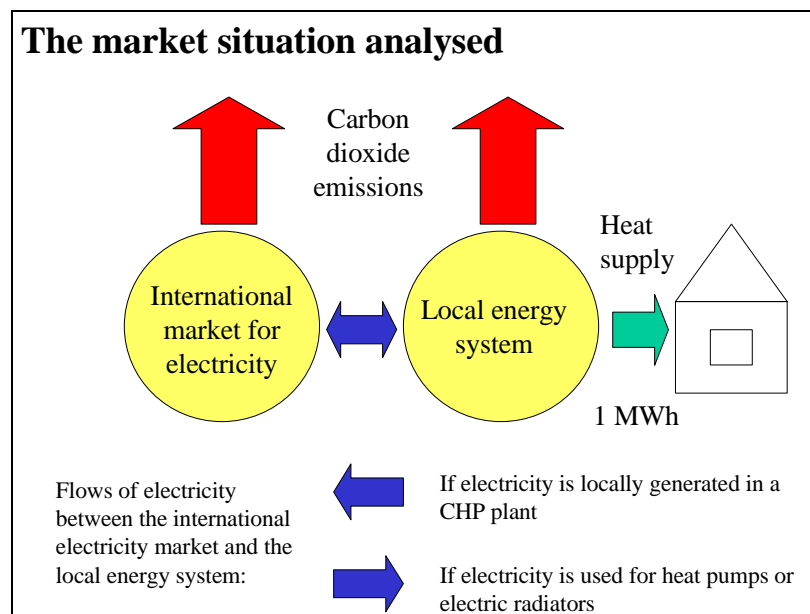 The market situation analysed
Carbon
dioxide
emissions
Heat
supply
International
market for
electricity
Local energy
system
1 MWh
Flows of electricity
between the international
electricity market and the
local energy system:
If electricity is locally generated in a
CHP plant
If electricity is used for heat pumps or
electric radiators